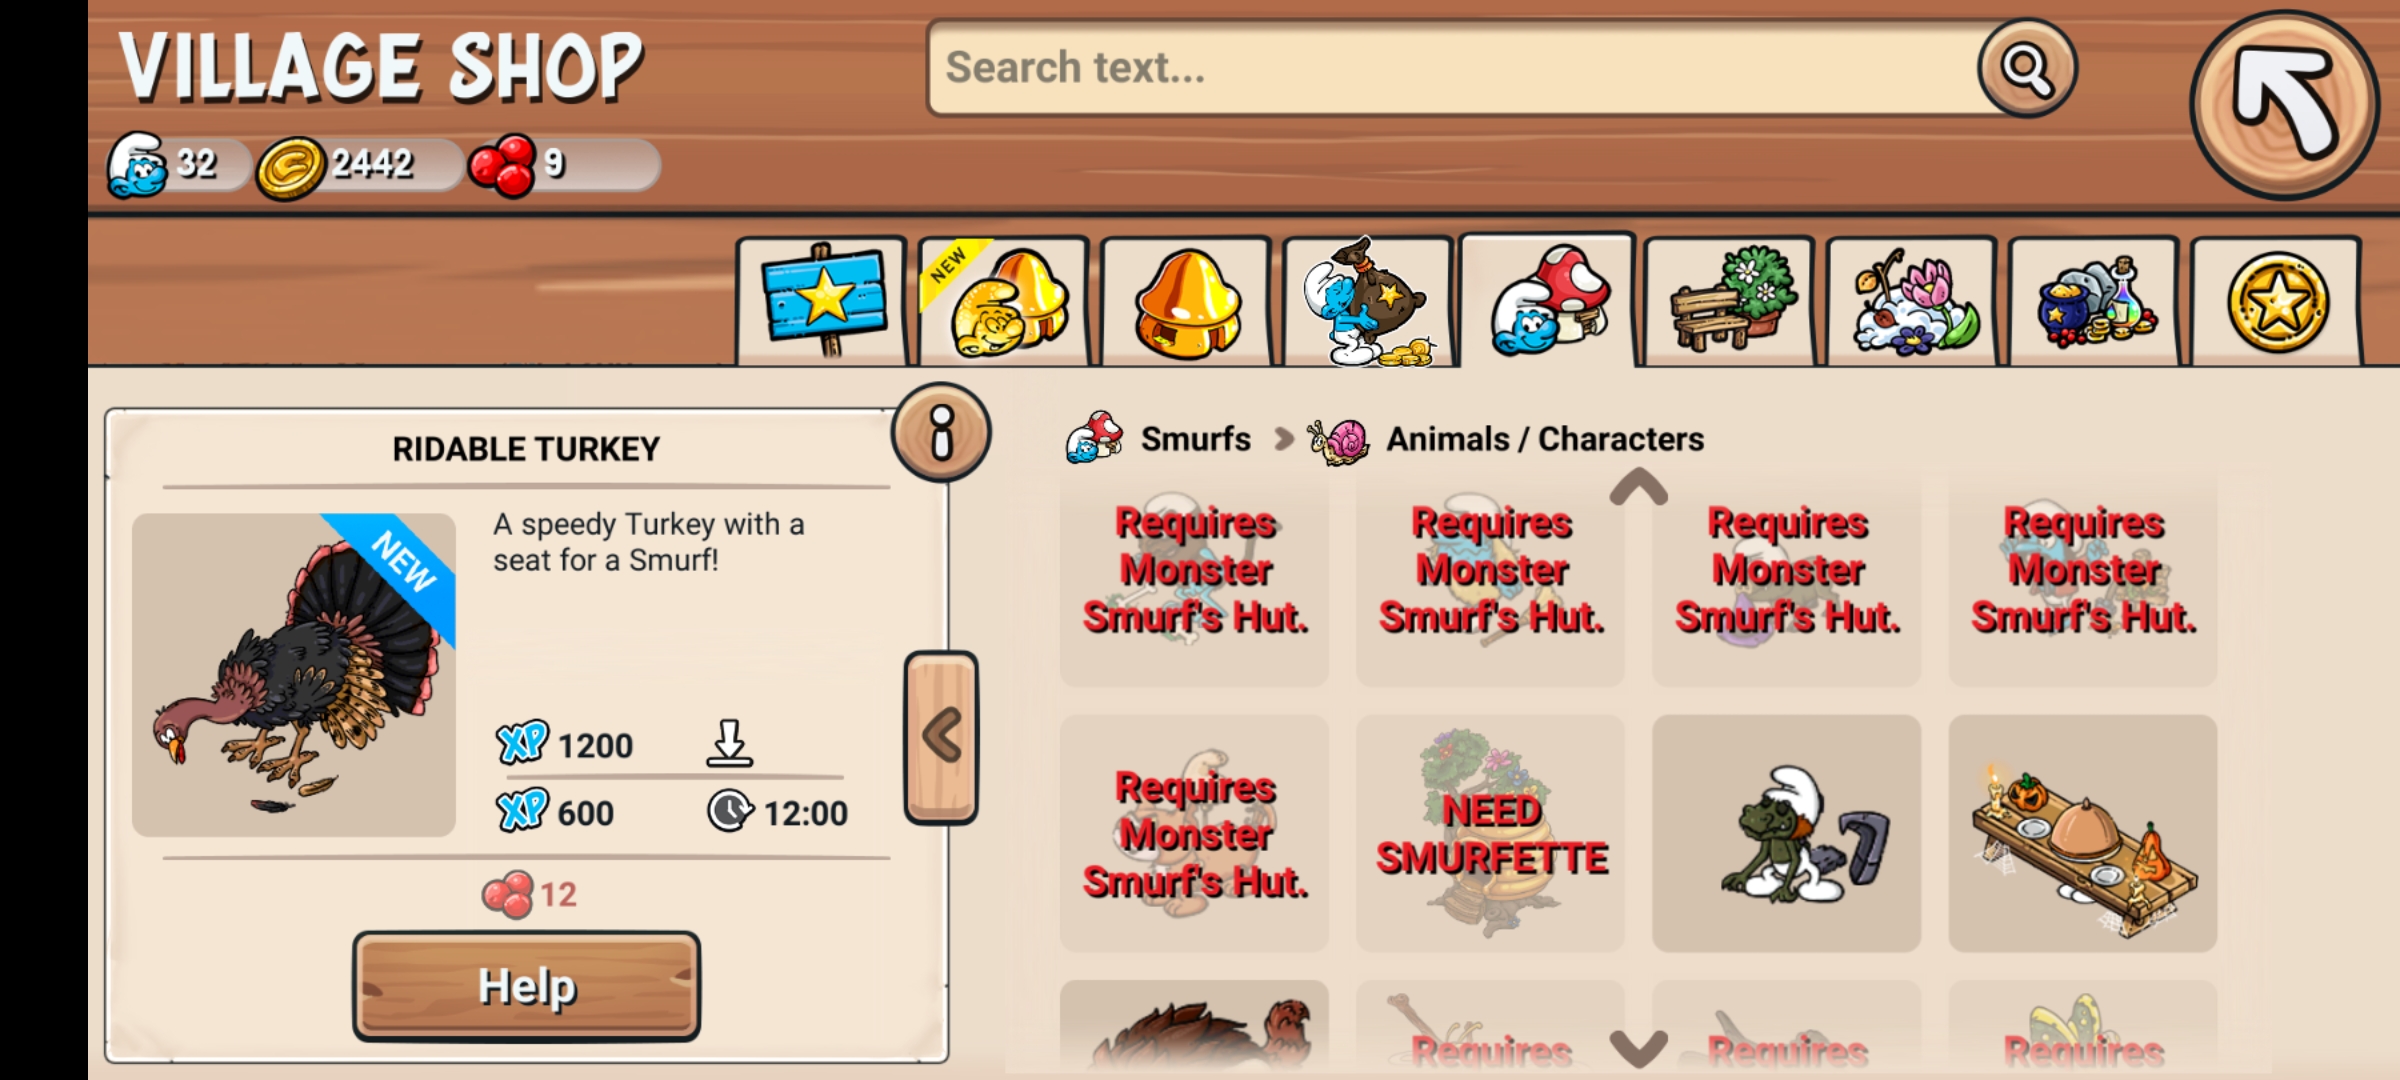 VILLAGE SHOP
Search text...
32
2442
9
NEW
RIDABLE TURKEY
NEW
A speedy Turkey with a
seat for a Smurf!
XP 1200
XP 600
12:00
12
Help
Smurfs
Animals / Characters
Requires
Monster
Smurf's Hut.
Requires
Monster
Smurf's Hut.
Requires
Monster
Smurf's Hut.
Requires
Monster
Smurf's Hut.
Requires
Monster
Smurf's Hut.
NEED
SMURFETTE
Requires
Requires
Requires